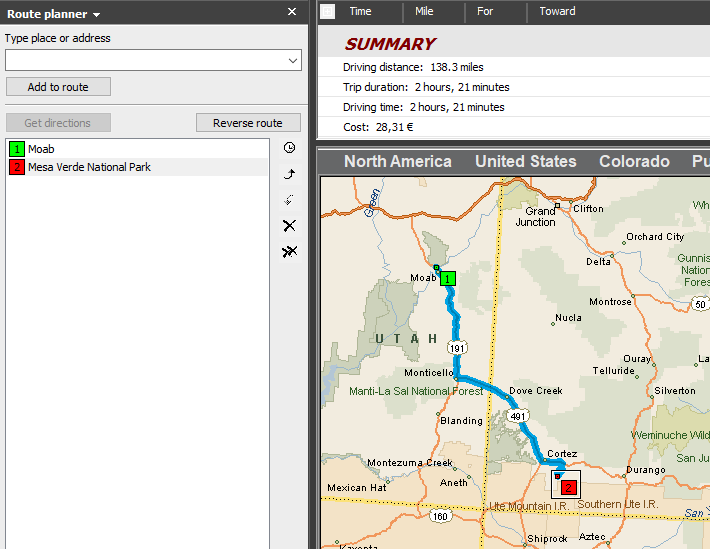 Route planner
Type place or address
Add to route
Get directions
Reverse route
1 Moab
2 Mesa Verde National Park
Time Mile For Toward
SUMMARY
Driving distance: 138.3 miles
Trip duration: 2 hours, 21 minutes
Driving time: 2 hours, 21 minutes
Cost: 28,31 €
North America United States Colorado Pu
Green
Grand
Junction
Clifton
Orchard City
Delta
Gunnis
Nation
Fores
Moab
1
Montrose
50
Nucla
UTAH
191
Ouray
La
Telluride
Monticello
Manti-La Sal National Forest
Dove Creek
Silverton
491
Blanding
Weminuche Wild
San Ju
Cortez
Montezuma Creek
Durango
Mexican Hat
Aneth
2
Ute Mountain I.R.
Southern Ute I.R.
160
San
Shiprock
Aztec
Kayenta